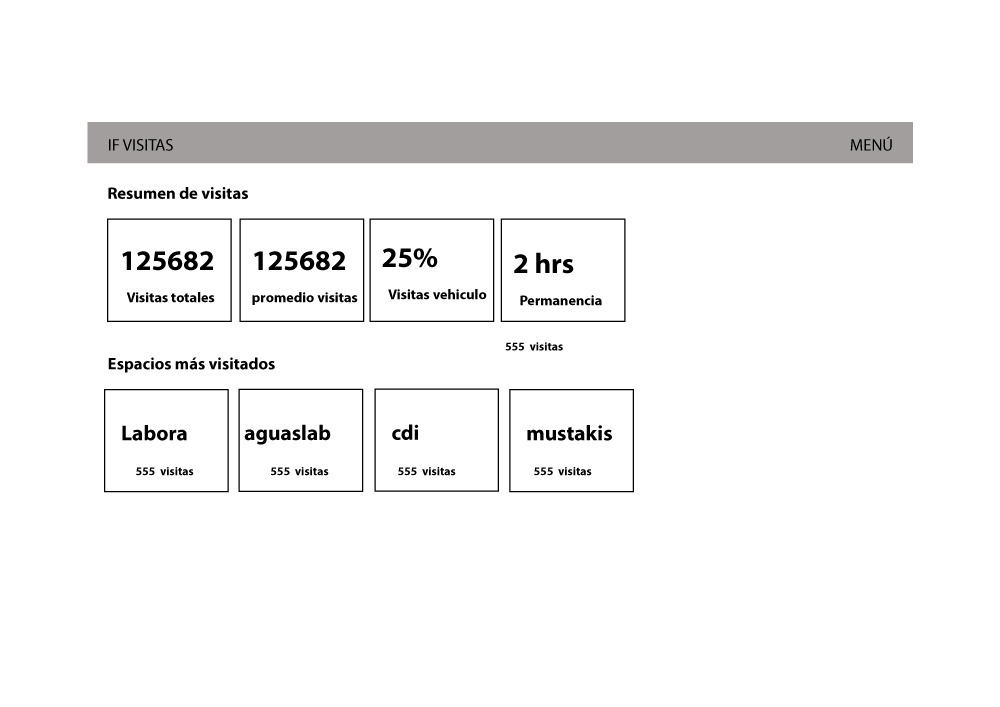 IF VISITAS
MENÚ
Resumen de visitas
125682
Visitas totales
125682
promedio visitas
25%
Visitas vehiculo
2 hrs
Permanencia
555 visitas
Espacios más visitados
Labora
555 visitas
aguaslab
555 visitas
cdi
555 visitas
mustakis
555 visitas